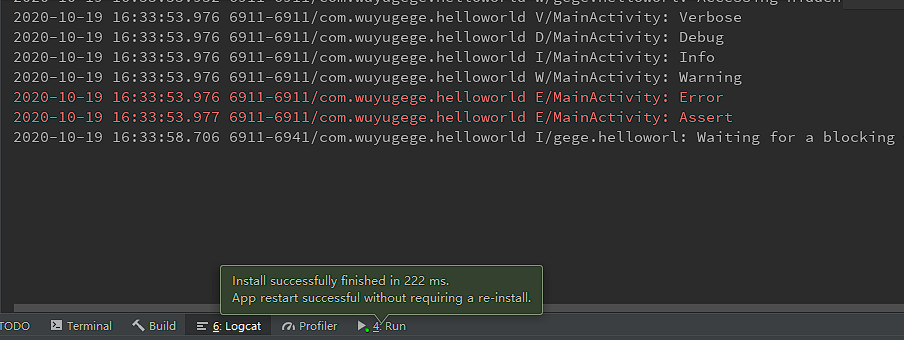 2020-10-19 16:33:53.976 6911-6911/com.wuyugege.helloworld V/MainActivity: Verbose
2020-10-19 16:33:53.976 6911-6911/com.wuyugege.helloworld D/MainActivity: Debug
2020-10-19 16:33:53.976 6911-6911/com.wuyugege.helloworld I/MainActivity: Info
2020-10-19 16:33:53.976 6911-6911/com.wuyugege.helloworld W/MainActivity: Warning
2020-10-19 16:33:53.976 6911-6911/com.wuyugege.helloworld E/MainActivity: Error
2020-10-19 16:33:53.977 6911-6911/com.wuyugege.helloworld E/MainActivity: Assert
2020-10-19 16:33:58.706 6911-6941/com.wuyugege.helloworld I/gege.helloworl: Waiting for a blocking
Install successfully finished in 222 ms.
App restart successful without requiring a re-install.
TODO Terminal Build 6: Logcat Profiler 4: Run